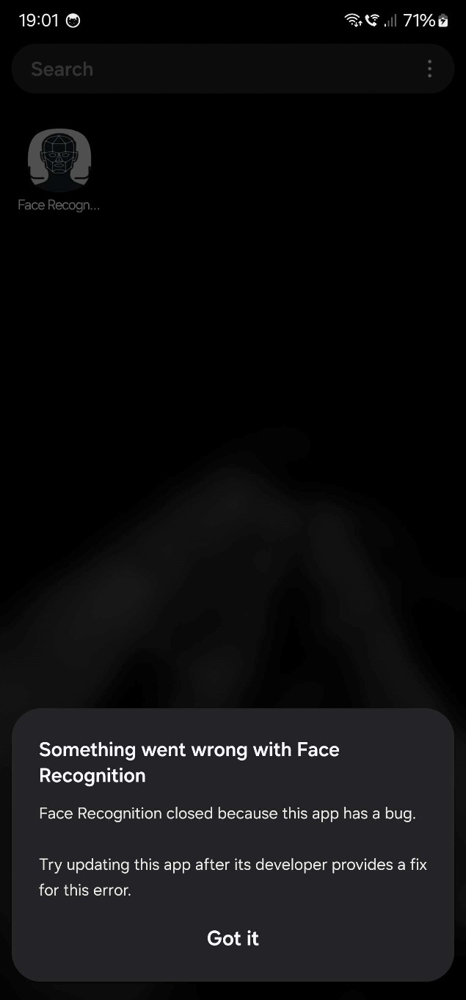 19:01 71%
Search
Face Recogn...
Something went wrong with Face
Recognition
Face Recognition closed because this app has a bug.
Try updating this app after its developer provides a fix
for this error.
Got it